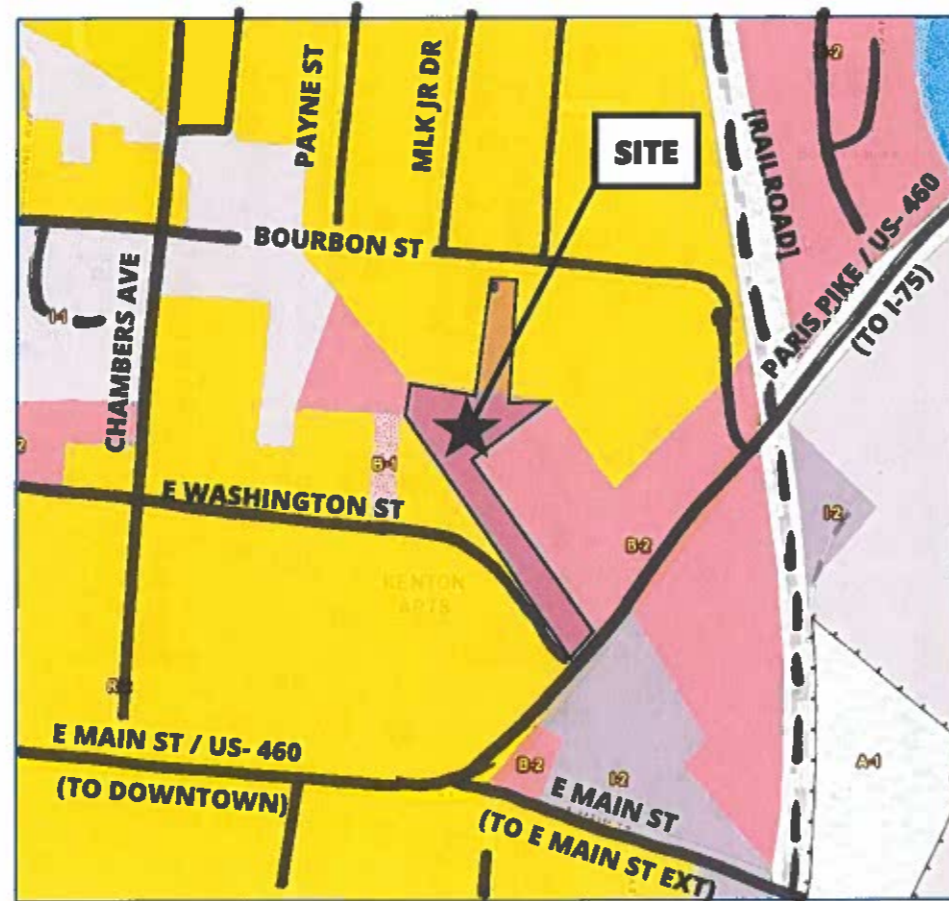 PAYNE ST
MLK JR DR
SITE
[RAILROAD]
BOURBON ST
CHAMBERS AVE
PARIS PIKE / US- 460
(TO I-75)
I-1
B-1
E WASHINGTON ST
I-2
B-2
KENTON
ARTS
E MAIN ST / US- 460
(TO DOWNTOWN)
B-2
I-2
A-1
E MAIN ST
(TO E MAIN ST EXT)